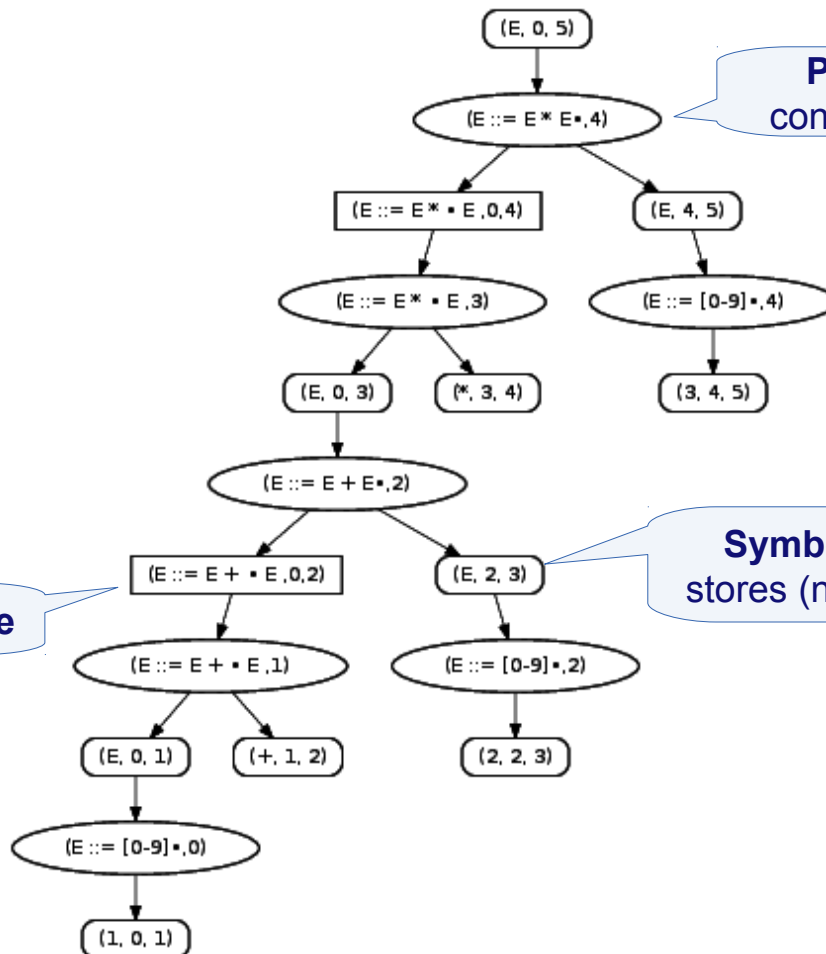 (E, 0, 5)
P
con
(E ::= E * E▪,4)
(E ::= E * ▪ E ,0,4)
(E, 4, 5)
(E ::= E * ▪ E ,3)
(E ::= [0-9]▪,4)
(E, 0, 3)
(*, 3, 4)
(3, 4, 5)
(E ::= E + E▪,2)
Symb
stores (n
(E ::= E + ▪ E ,0,2)
(E, 2, 3)
e
(E ::= E + ▪ E ,1)
(E ::= [0-9]▪,2)
(E, 0, 1)
(+, 1, 2)
(2, 2, 3)
(E ::= [0-9]▪,0)
(1, 0, 1)